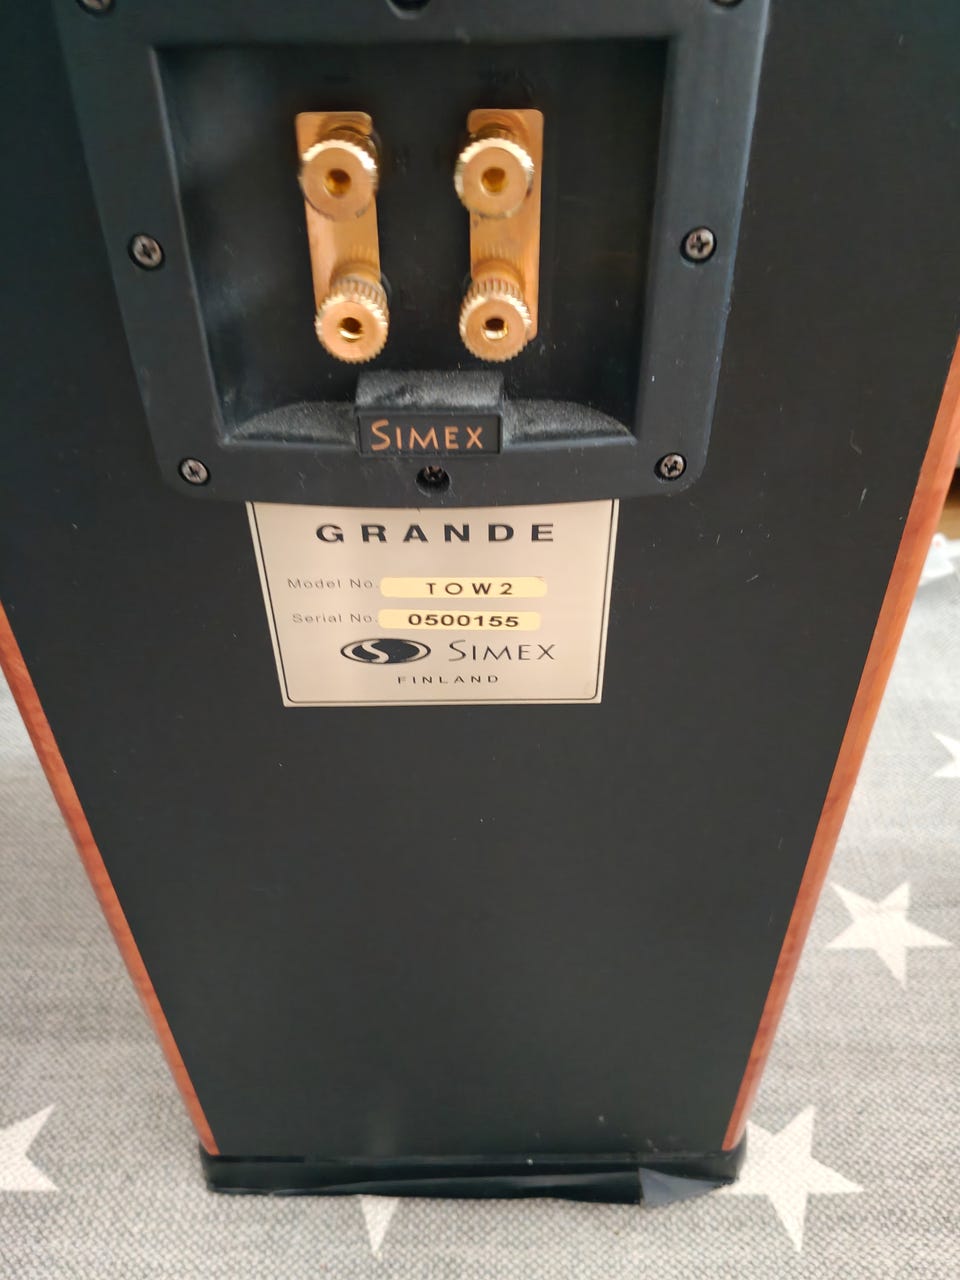 SIMEX
GRANDE
Model No. TOW2
Serial No. 0500155
SIMEX
FINLAND